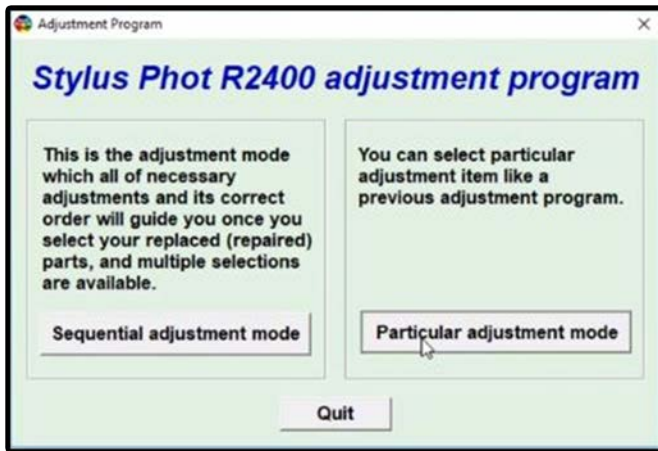 Adjustment Program
Stylus Phot R2400 adjustment program
This is the adjustment mode
which all of necessary
adjustments and its correct
order will guide you once you
select your replaced (repaired)
parts, and multiple selections
are available.
Sequential adjustment mode
You can select particular
adjustment item like a
previous adjustment program.
Particular adjustment mode
Quit